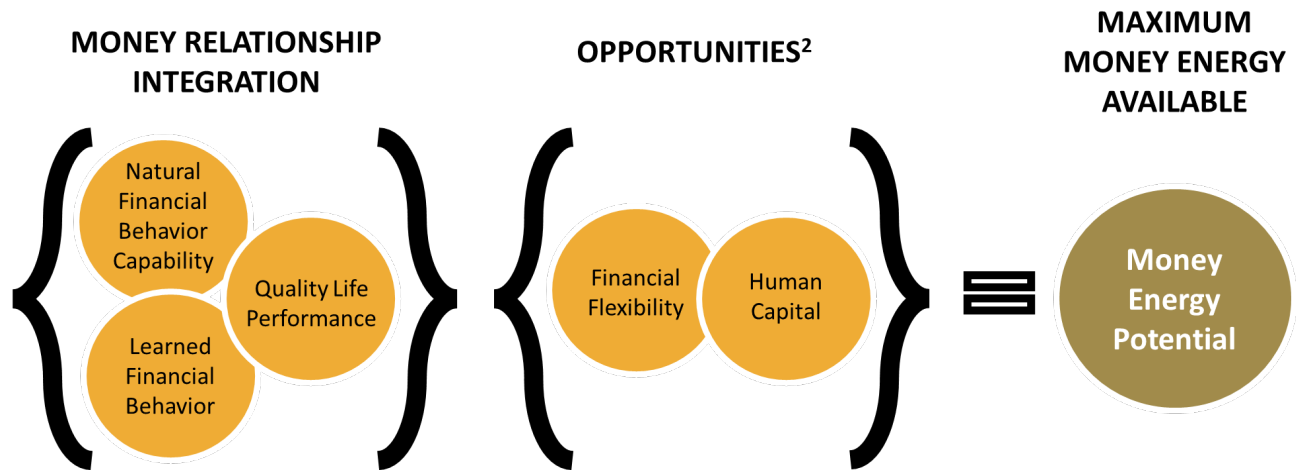 MONEY RELATIONSHIP
INTEGRATION
Natural
Financial
Behavior
Capability
Quality Life
Performance
Learned
Financial
Behavior
OPPORTUNITIES²
Financial
Flexibility
Human
Capital
=
MAXIMUM
MONEY ENERGY
AVAILABLE
Money
Energy
Potential